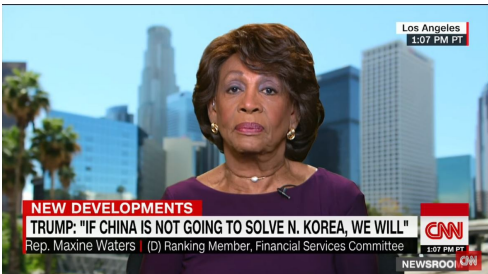 Los Angeles
1:07 PM PT
NEW DEVELOPMENTS
TRUMP: "IF CHINA IS NOT GOING TO SOLVE N. KOREA, WE WILL"
Rep. Maxine Waters (D) Ranking Member, Financial Services Committee
CNN
1:07 PM PT
NEWSROOM
CNN